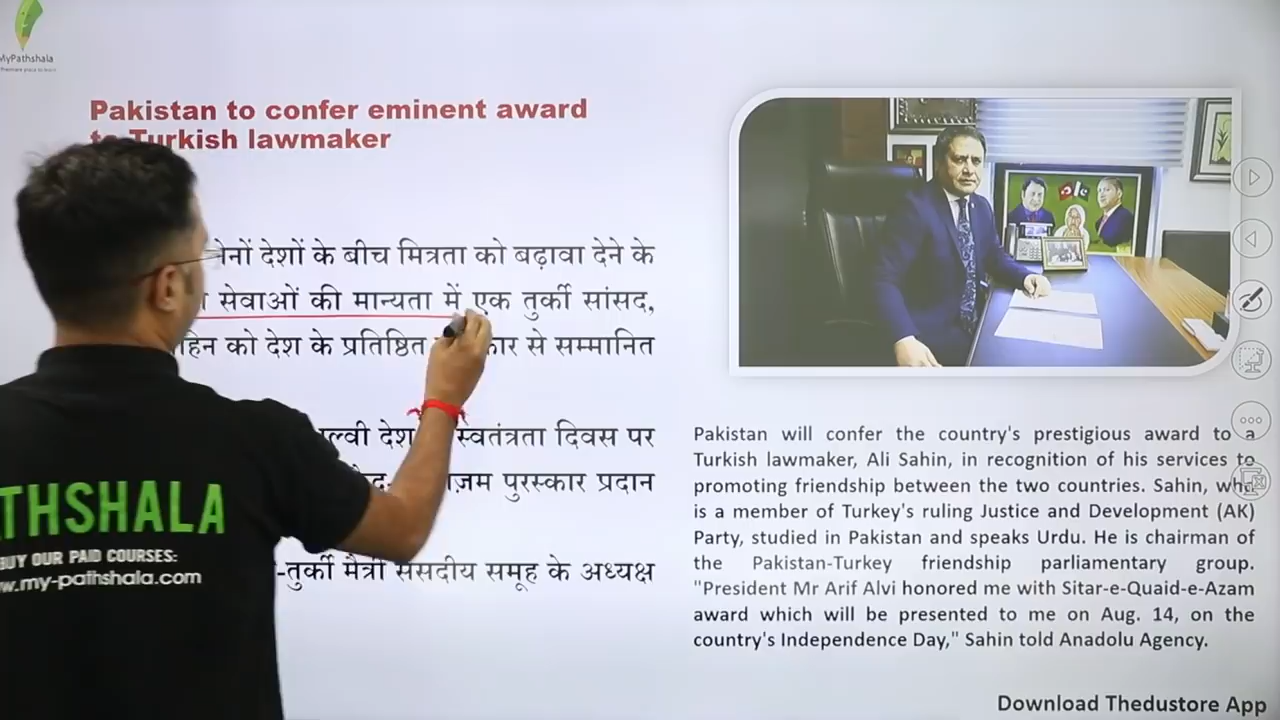 MyPathshala
Pakistan to confer eminent award
to Turkish lawmaker
दोनों देशों के बीच मित्रता को बढ़ावा देने के
सेवाओं की मान्यता में एक तुर्की सांसद,
को देश के प्रतिष्ठित से सम्मानित
अल्वी देश स्वतंत्रता दिवस पर
पुरस्कार प्रदान
-तुर्की मैत्री संसदीय समूह के अध्यक्ष
Pakistan will confer the country's prestigious award to a
Turkish lawmaker, Ali Sahin, in recognition of his services to
promoting friendship between the two countries. Sahin, who
is a member of Turkey's ruling Justice and Development (AK)
Party, studied in Pakistan and speaks Urdu. He is chairman of
the Pakistan-Turkey friendship parliamentary group.
"President Mr Arif Alvi honored me with Sitar-e-Quaid-e-Azam
award which will be presented to me on Aug. 14, on the
country's Independence Day," Sahin told Anadolu Agency.
THSHALA
BUY OUR PAID COURSES:
w.my-pathshala.com
Download Thedustore App